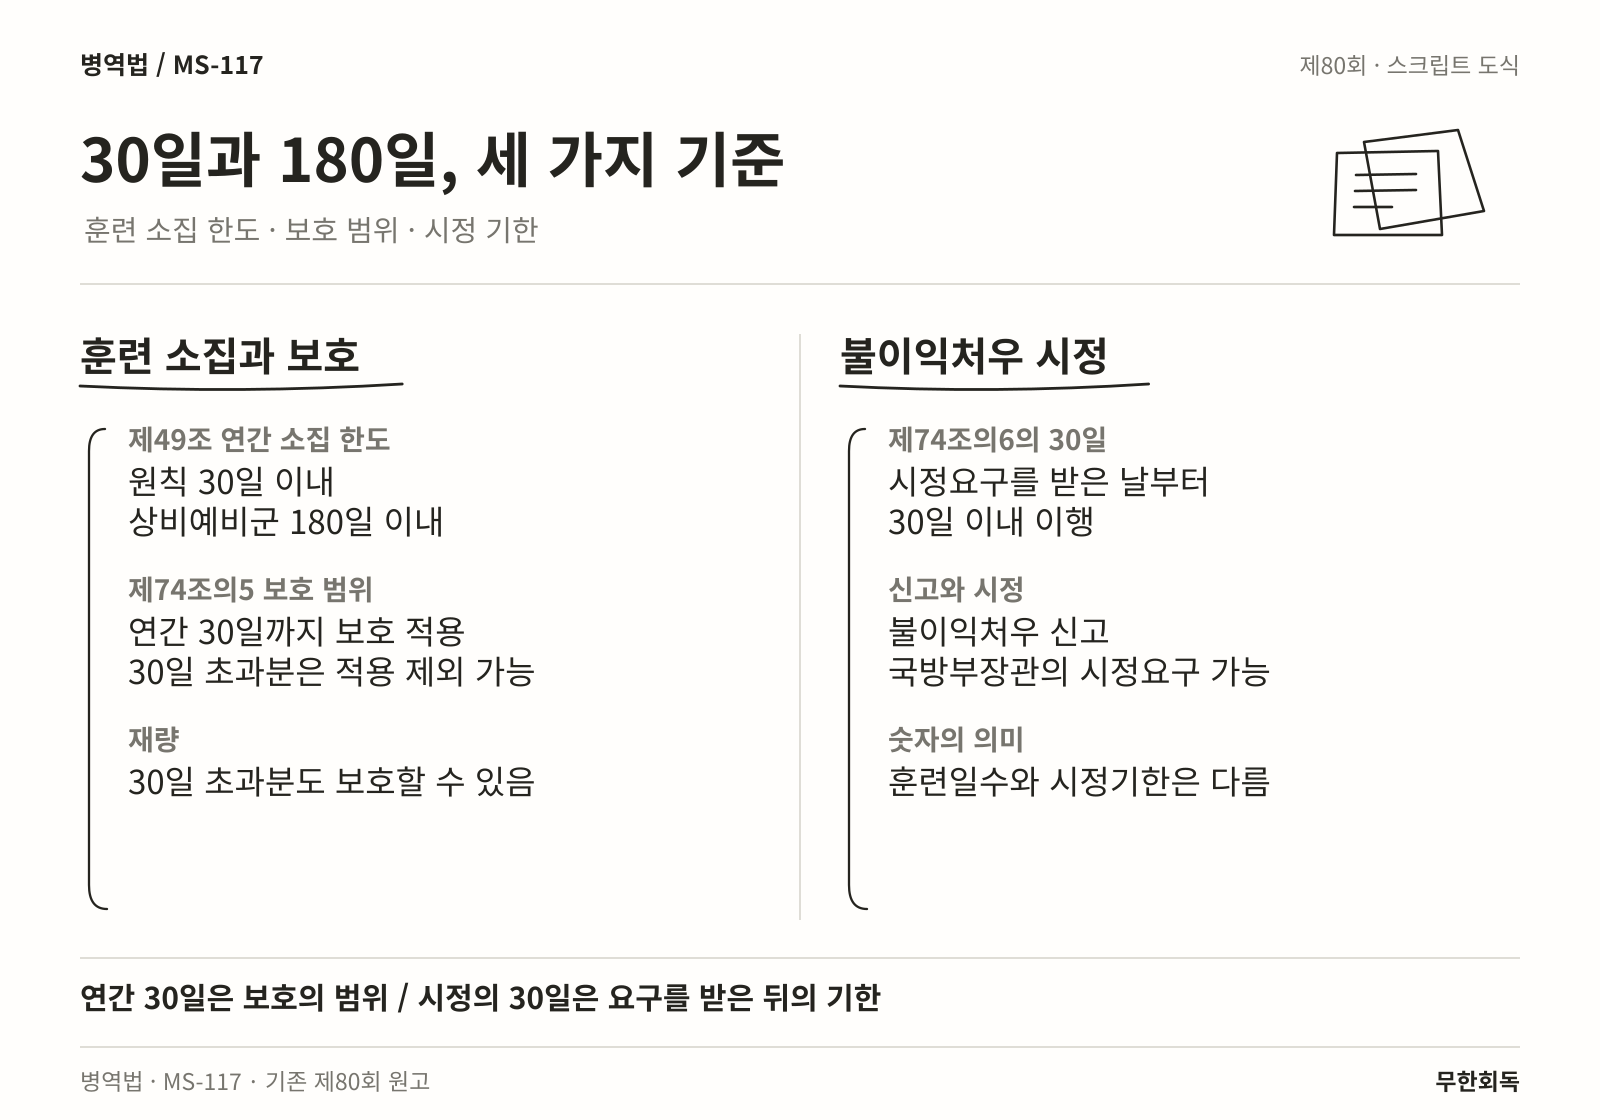 병역법 / MS-117
제80회 · 스크립트 도식
30일과 180일, 세 가지 기준
훈련 소집 한도 · 보호 범위 · 시정 기한
훈련 소집과 보호
제49조 연간 소집 한도
원칙 30일 이내
상비예비군 180일 이내
제74조의5 보호 범위
연간 30일까지 보호 적용
30일 초과분은 적용 제외 가능
재량
30일 초과분도 보호할 수 있음
불이익처우 시정
제74조의6의 30일
시정요구를 받은 날부터
30일 이내 이행
신고와 시정
불이익처우 신고
국방부장관의 시정요구 가능
숫자의 의미
훈련일수와 시정기한은 다름
연간 30일은 보호의 범위 / 시정의 30일은 요구를 받은 뒤의 기한
병역법 · MS-117 · 기존 제80회 원고
무한회독